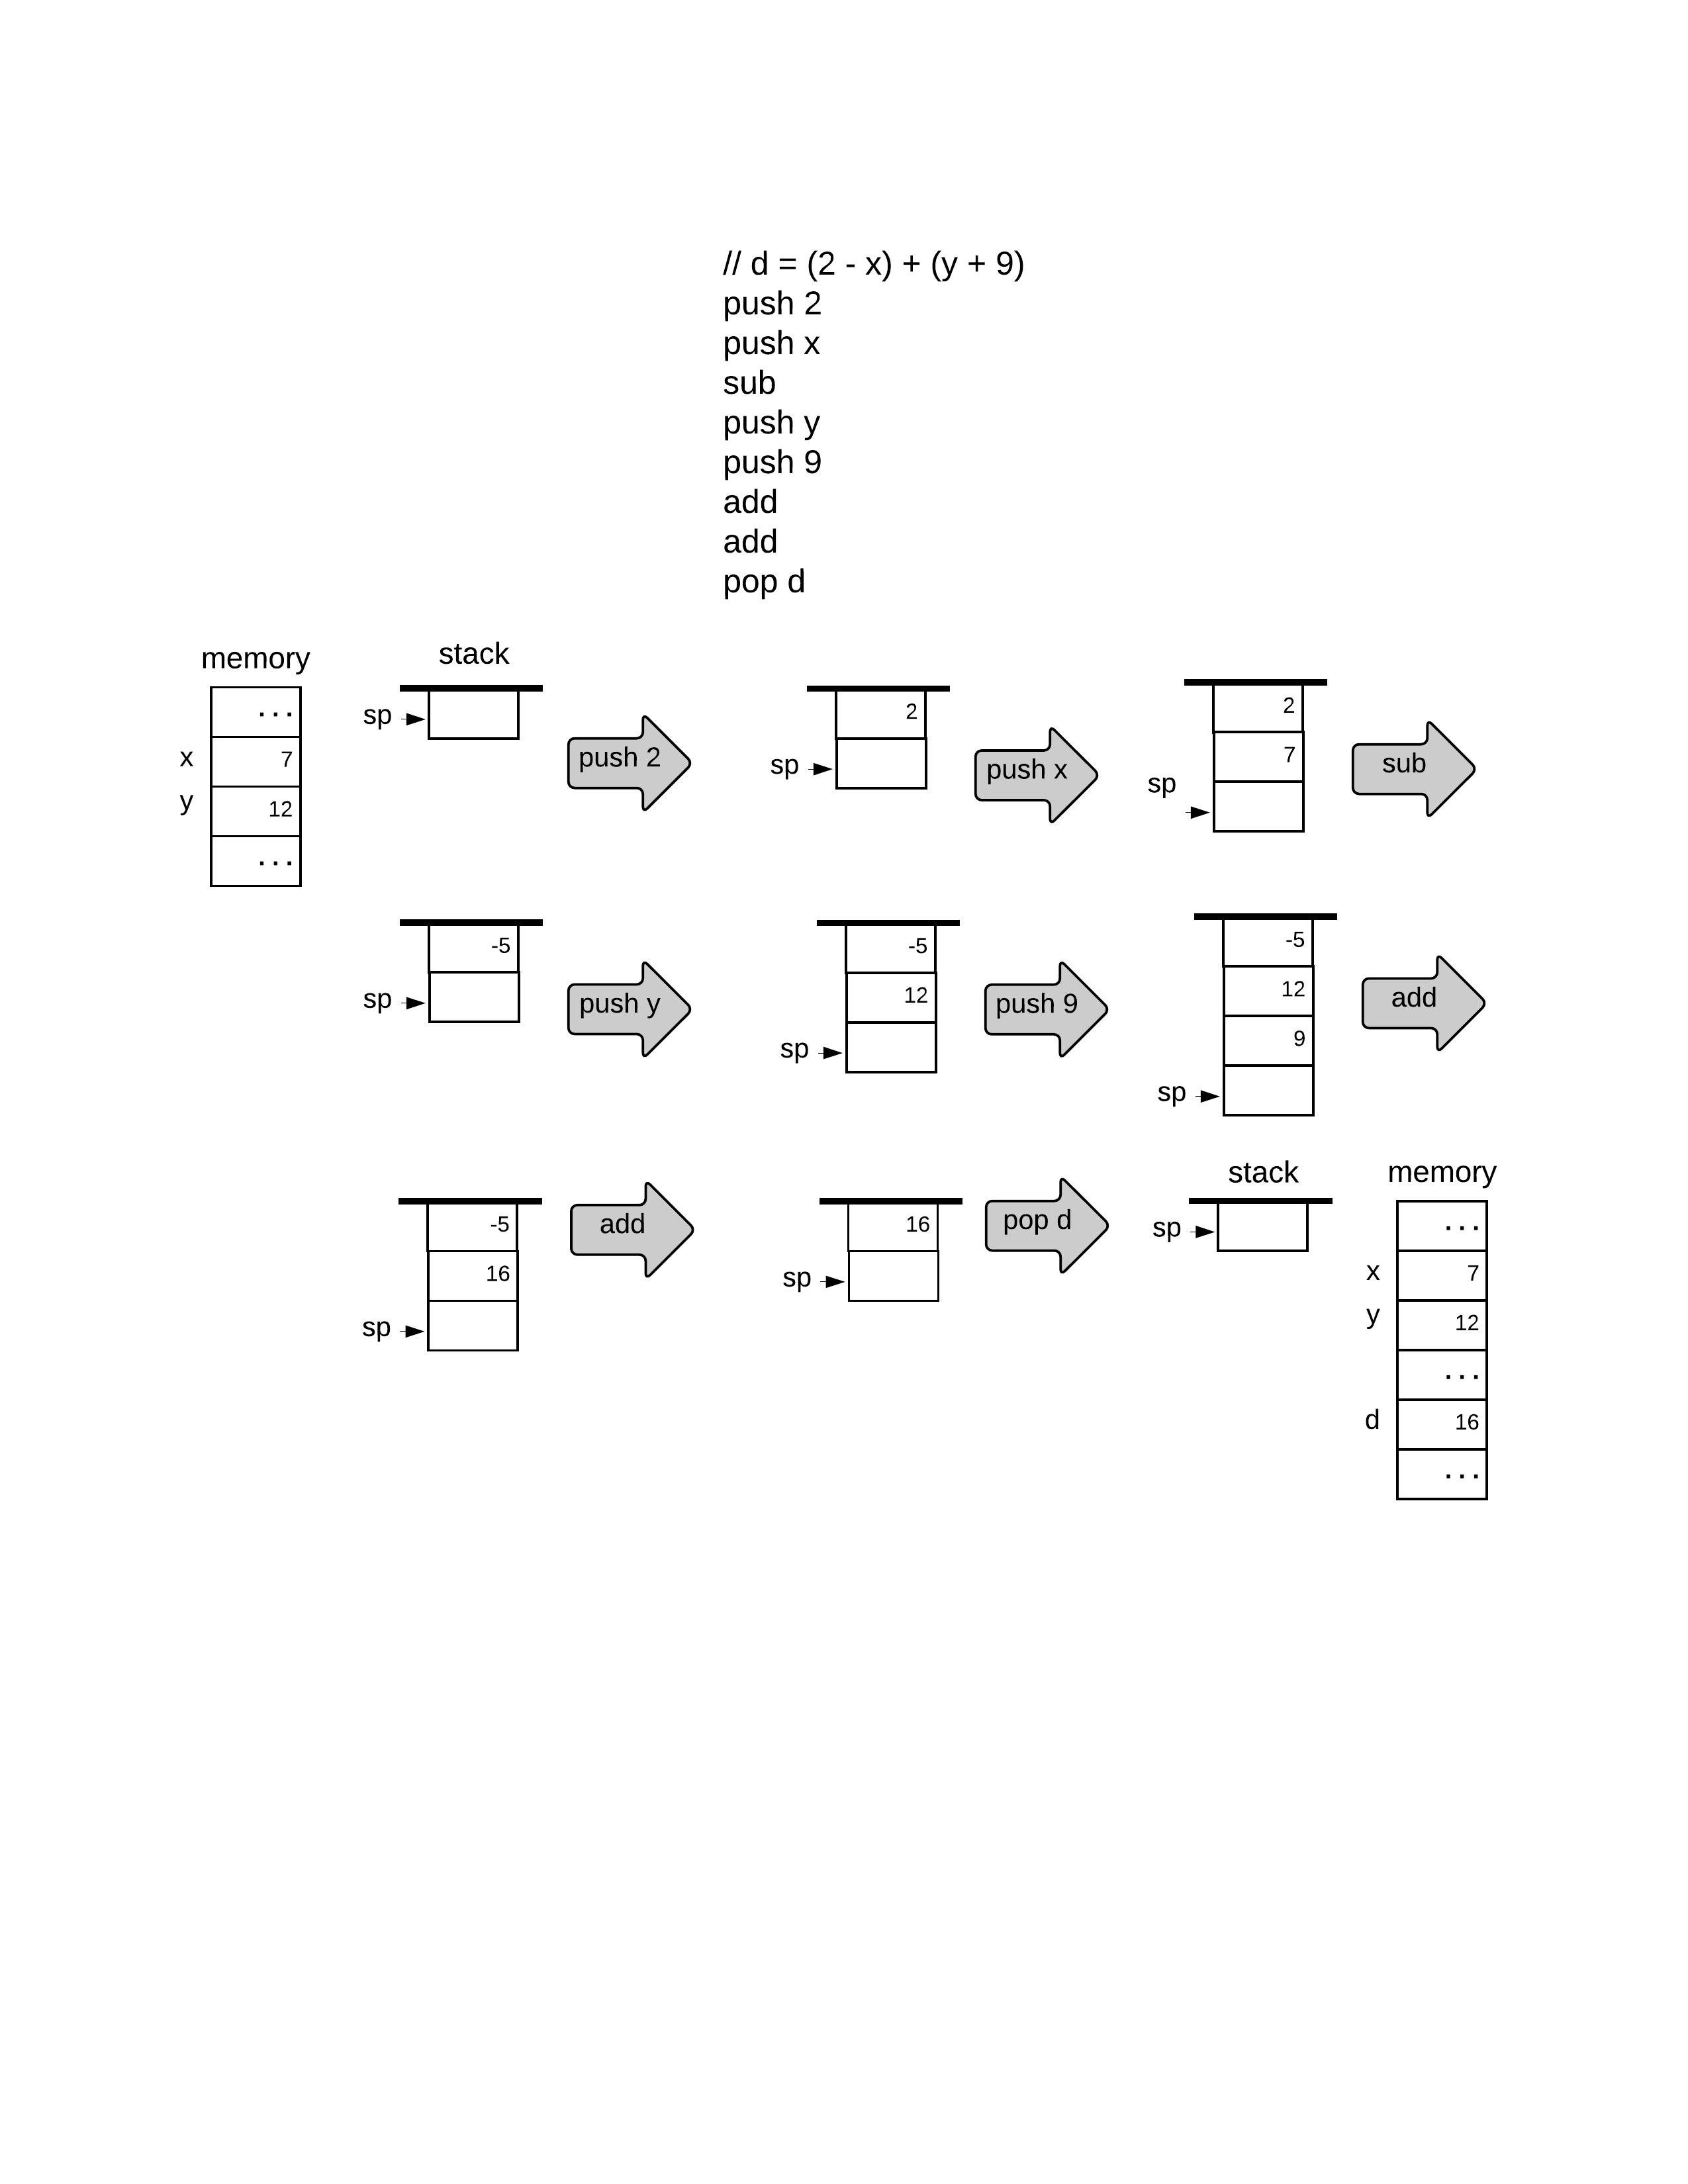 // d = (2 - x) + (y + 9)
push 2
push x
sub
push y
push 9
add
add
pop d
memory
...
x 7
y 12
...
stack
sp
push 2
2
sp
push x
2
7
sp
sub
-5
sp
push y
-5
12
sp
push 9
-5
12
9
sp
add
-5
16
sp
add
16
sp
pop d
stack
sp
memory
...
x 7
y 12
...
d 16
...